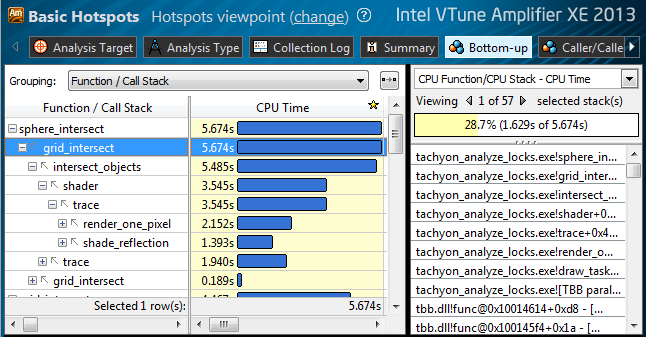 Am Basic Hotspots Hotspots viewpoint (change) ? Intel VTune Amplifier XE 2013
Analysis Target Analysis Type Collection Log Summary Bottom-up Caller/Calle
Grouping: Function / Call Stack
Function / Call Stack CPU Time
sphere_intersect 5.674s
grid_intersect 5.674s
intersect_objects 5.485s
shader 3.545s
trace 3.545s
render_one_pixel 2.152s
shade_reflection 1.393s
trace 1.940s
grid_intersect 0.189s
Selected 1 row(s): 5.674s
CPU Function/CPU Stack - CPU Time
Viewing 1 of 57 selected stack(s)
28.7% (1.629s of 5.674s)
tachyon_analyze_locks.exe!sphere_in...
tachyon_analyze_locks.exe!grid_inter...
tachyon_analyze_locks.exe!intersect_...
tachyon_analyze_locks.exe!shader+0...
tachyon_analyze_locks.exe!trace+0x4...
tachyon_analyze_locks.exe!render_o...
tachyon_analyze_locks.exe!draw_task...
tachyon_analyze_locks.exe![TBB paral...
tbb.dll!func@0x10014614+0xd8 - [...
tbb.dll!func@0x100145f4+0x1a - [...